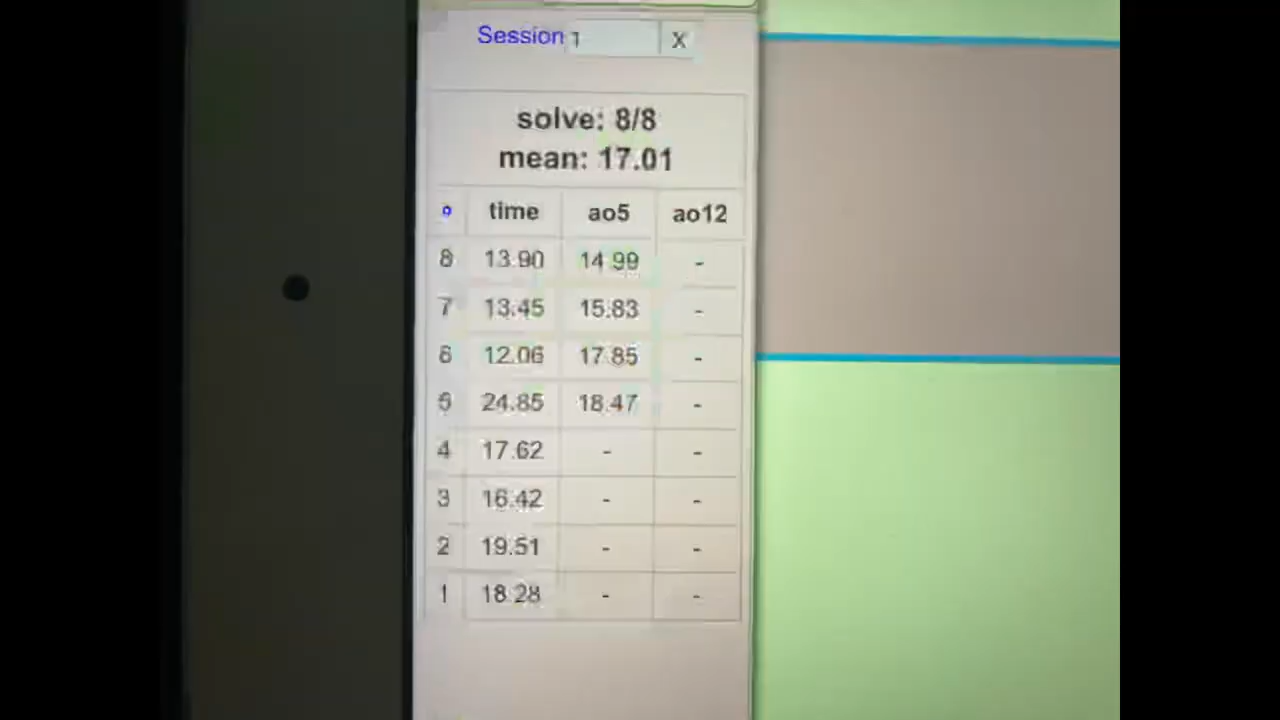 Session 1 X
solve: 8/8
mean: 17.01
time ao5 ao12
8 13.90 14.99 -
7 13.45 15.83 -
6 12.06 17.85 -
5 24.85 18.47 -
4 17.62 - -
3 16.42 - -
2 19.51 - -
1 18.28 - -